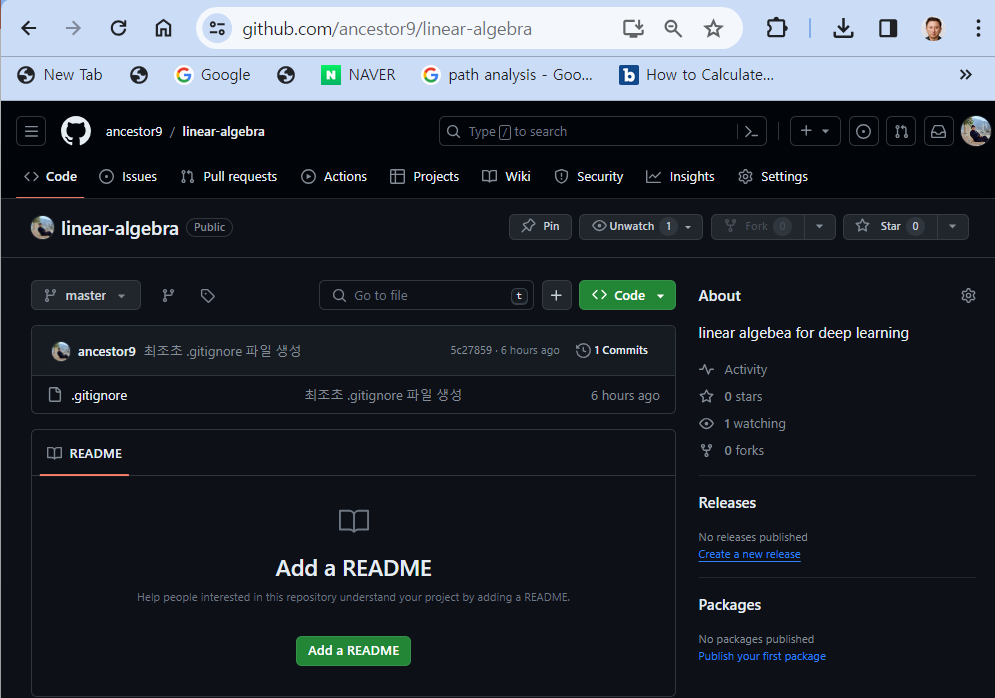 github.com/ancestor9/linear-algebra
New Tab Google NAVER path analysis - Goo... How to Calculate... »
ancestor9 / linear-algebra Type / to search
Code Issues Pull requests Actions Projects Wiki Security Insights Settings
linear-algebra Public Pin Unwatch 1 Fork 0 Star 0
master Go to file t + Code
About
linear algebea for deep learning
ancestor9 최조초 .gitignore 파일 생성 5c27859 · 6 hours ago 1 Commits
.gitignore 최조초 .gitignore 파일 생성 6 hours ago
Activity
0 stars
1 watching
0 forks
README
Add a README
Help people interested in this repository understand your project by adding a README.
Add a README
Releases
No releases published
Create a new release
Packages
No packages published
Publish your first package